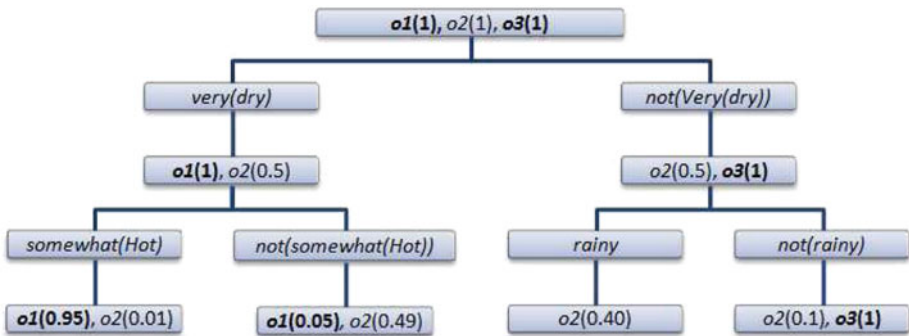 o1(1), o2(1), o3(1)
very(dry) not(Very(dry))
o1(1), o2(0.5) o2(0.5), o3(1)
somewhat(Hot) not(somewhat(Hot)) rainy not(rainy)
o1(0.95), o2(0.01) o1(0.05), o2(0.49) o2(0.40) o2(0.1), o3(1)